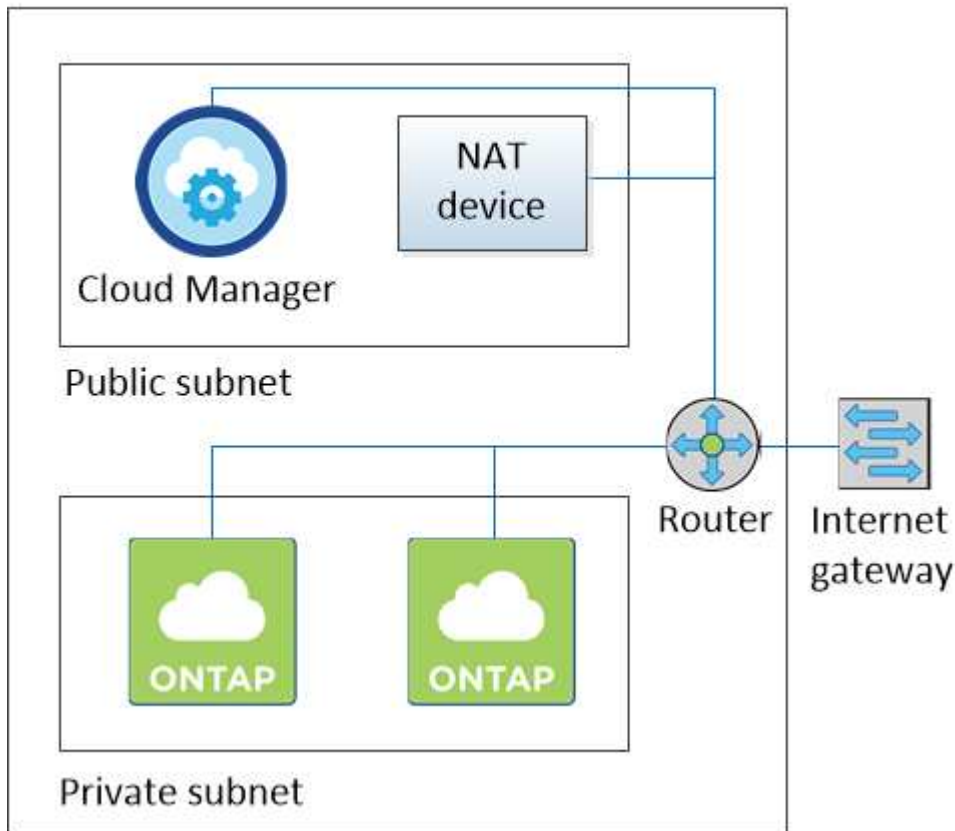 NAT
device
Cloud Manager
Public subnet
Router
Internet
gateway
ONTAP
ONTAP
Private subnet